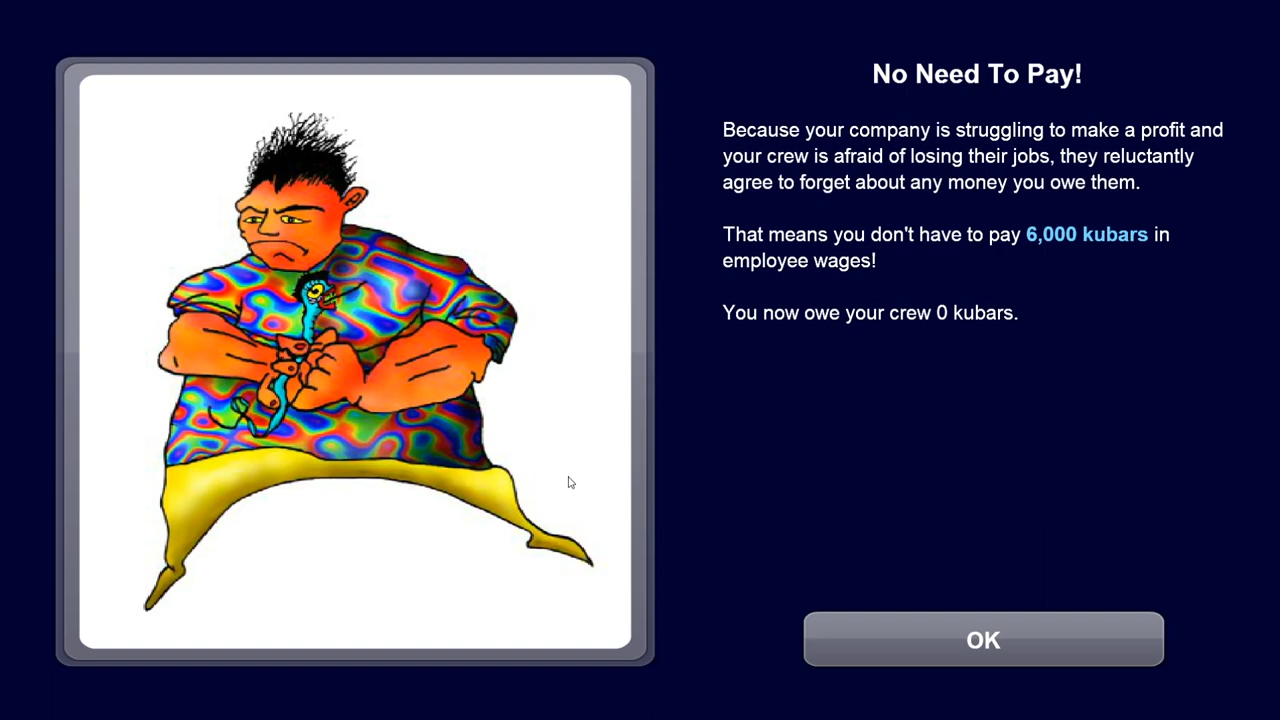 No Need To Pay!
Because your company is struggling to make a profit and
your crew is afraid of losing their jobs, they reluctantly
agree to forget about any money you owe them.
That means you don't have to pay 6,000 kubars in
employee wages!
You now owe your crew 0 kubars.
OK